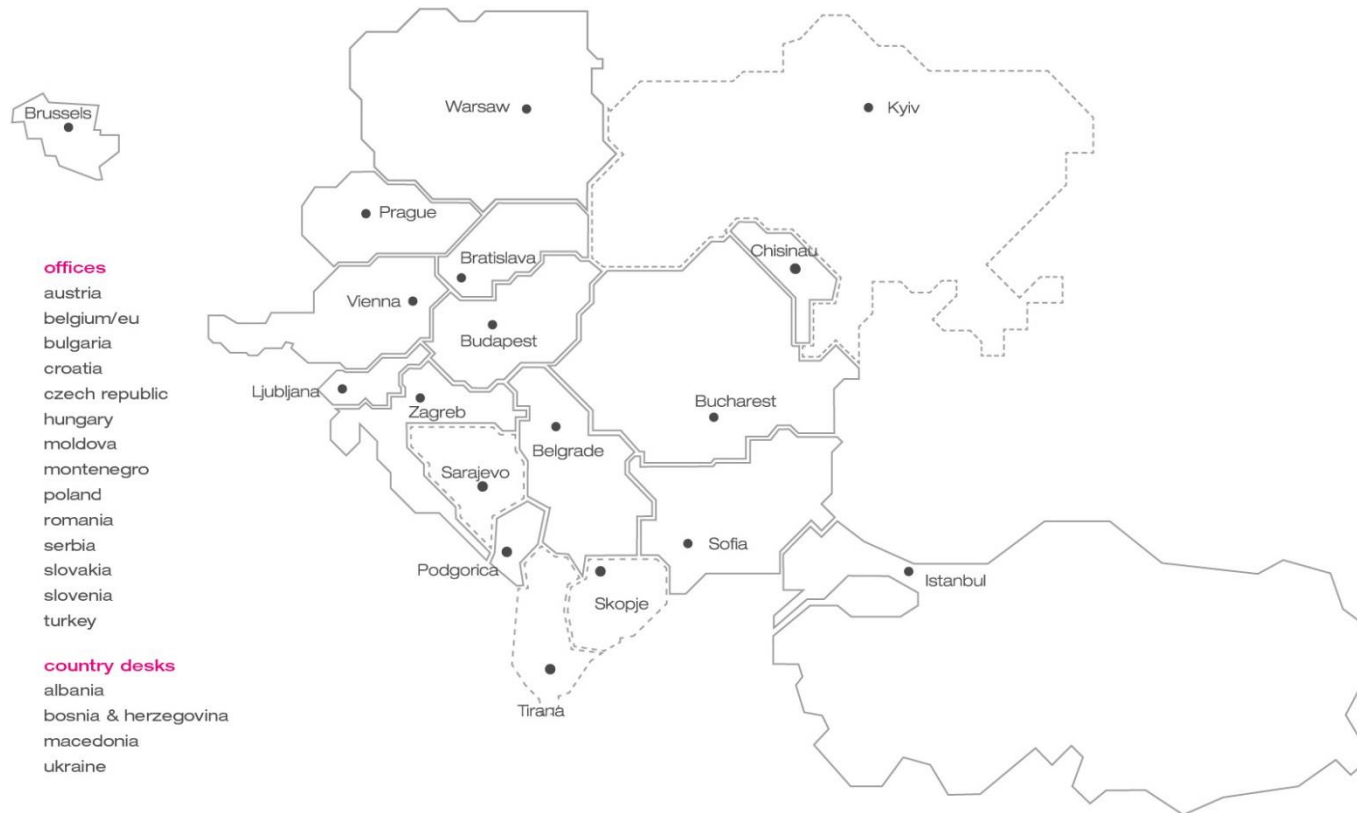 Warsaw
Kyiv
Brussels
Prague
Chisinau
Bratislava
Vienna
Budapest
Ljubljana
Zagreb
Bucharest
Belgrade
Sarajevo
Sofia
Podgorica
Istanbul
Skopje
Tirana
offices
austria
belgium/eu
bulgaria
croatia
czech republic
hungary
moldova
montenegro
poland
romania
serbia
slovakia
slovenia
turkey
country desks
albania
bosnia & herzegovina
macedonia
ukraine